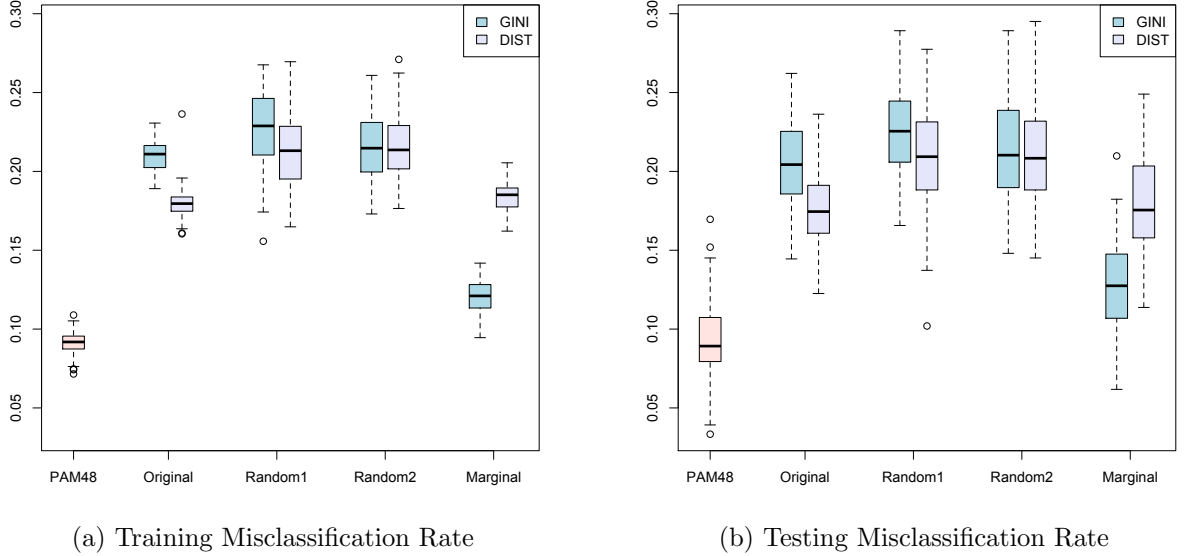 0.30
0.25
0.20
0.15
0.10
0.05
GINI
DIST
PAM48 Original Random1 Random2 Marginal
(a) Training Misclassification Rate
0.30
0.25
0.20
0.15
0.10
0.05
GINI
DIST
PAM48 Original Random1 Random2 Marginal
(b) Testing Misclassification Rate